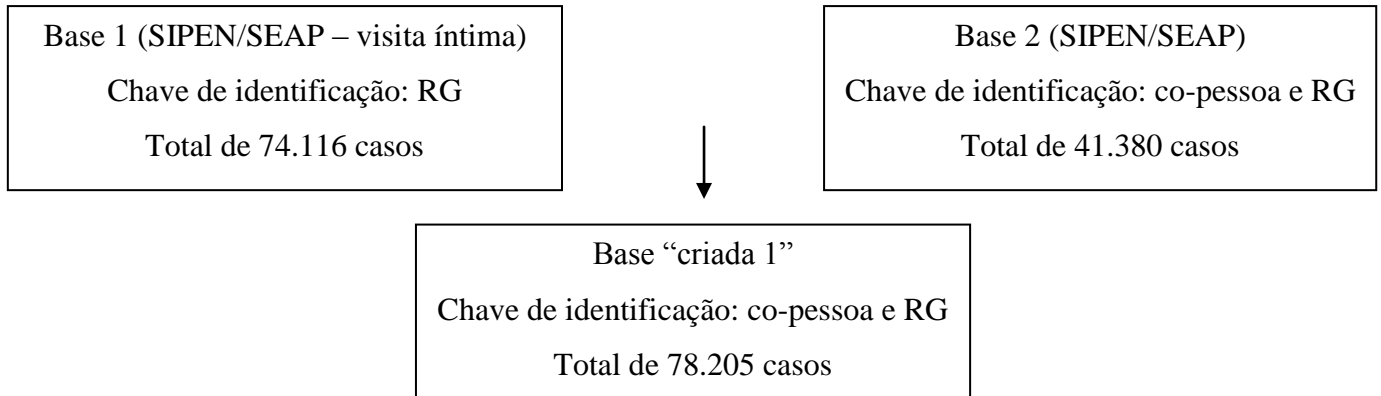 Base 1 (SIPEN/SEAP – visita íntima)
Chave de identificação: RG
Total de 74.116 casos
Base 2 (SIPEN/SEAP)
Chave de identificação: co-pessoa e RG
Total de 41.380 casos
Base “criada 1”
Chave de identificação: co-pessoa e RG
Total de 78.205 casos